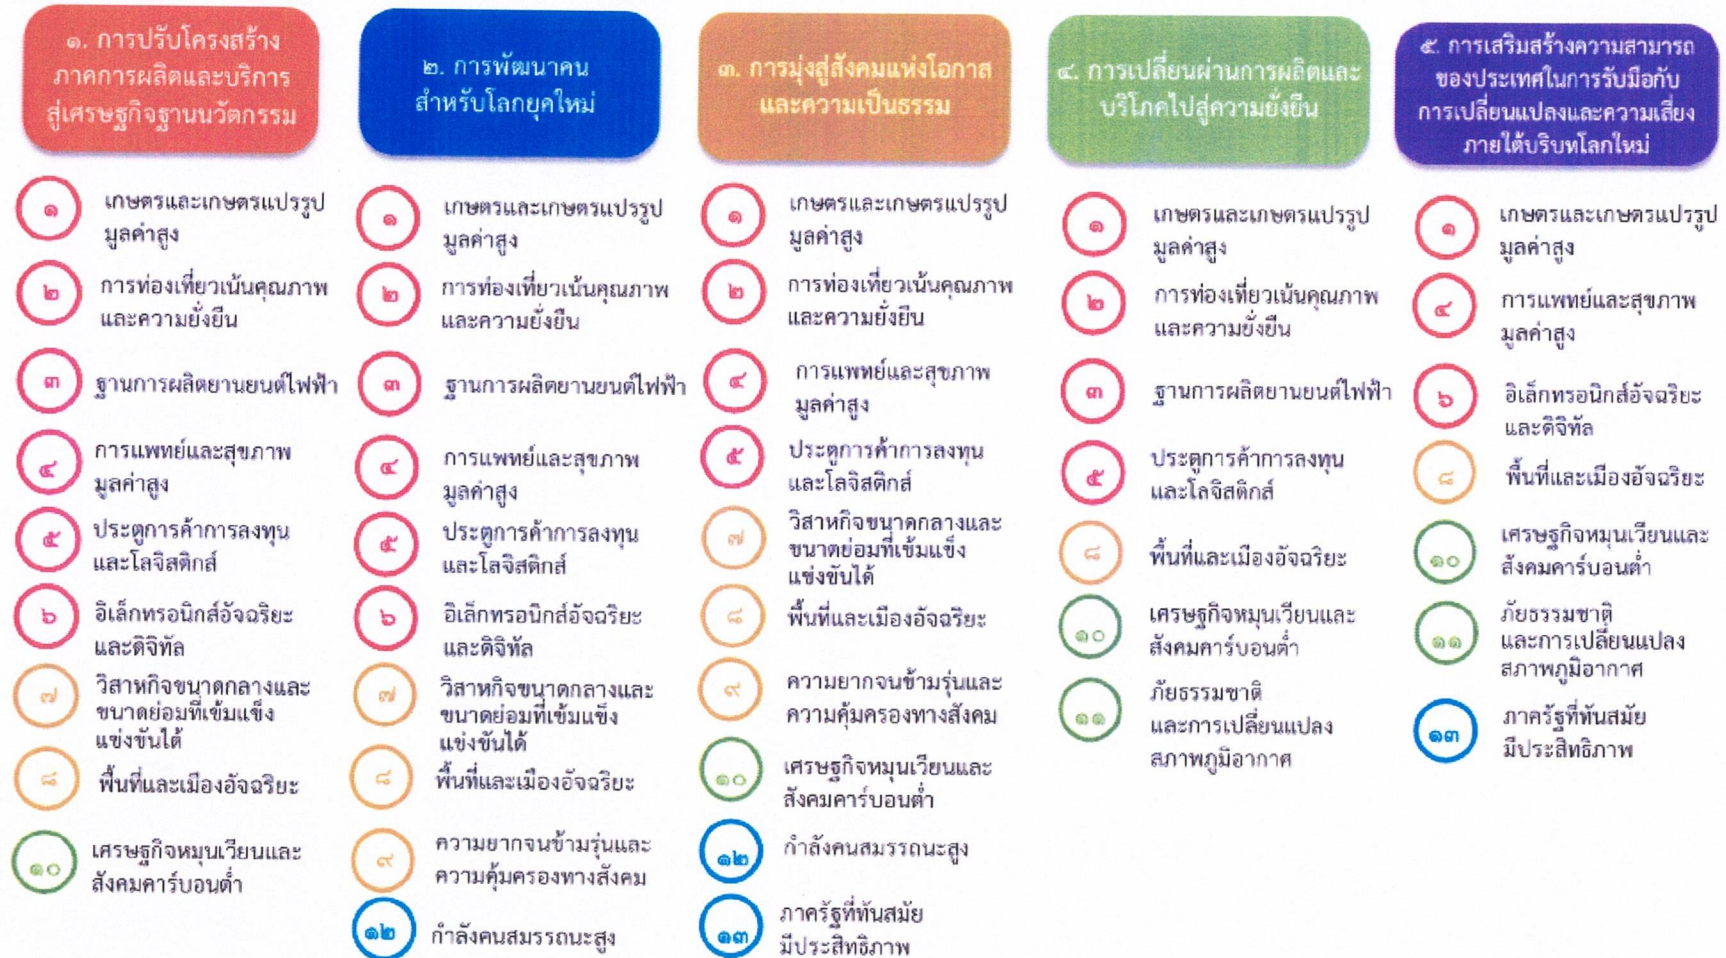 ๑. การปรับโครงสร้าง
ภาคการผลิตและบริการ
สู่เศรษฐกิจฐานนวัตกรรม
๑
เกษตรและเกษตรแปรรูป
มูลค่าสูง
๒
การท่องเที่ยวเน้นคุณภาพ
และความยั่งยืน
๓
ฐานการผลิตยานยนต์ไฟฟ้า
๔
การแพทย์และสุขภาพ
มูลค่าสูง
๕
ประตูการค้าการลงทุน
และโลจิสติกส์
๖
อิเล็กทรอนิกส์อัจฉริยะ
และดิจิทัล
๗
วิสาหกิจขนาดกลางและ
ขนาดย่อมที่เข้มแข็ง
แข่งขันได้
๘
พื้นที่และเมืองอัจฉริยะ
๑๐
เศรษฐกิจหมุนเวียนและ
สังคมคาร์บอนต่ำ
๒. การพัฒนาคน
สำหรับโลกยุคใหม่
๑
เกษตรและเกษตรแปรรูป
มูลค่าสูง
๒
การท่องเที่ยวเน้นคุณภาพ
และความยั่งยืน
๓
ฐานการผลิตยานยนต์ไฟฟ้า
๔
การแพทย์และสุขภาพ
มูลค่าสูง
๕
ประตูการค้าการลงทุน
และโลจิสติกส์
๖
อิเล็กทรอนิกส์อัจฉริยะ
และดิจิทัล
๗
วิสาหกิจขนาดกลางและ
ขนาดย่อมที่เข้มแข็ง
แข่งขันได้
๘
พื้นที่และเมืองอัจฉริยะ
๙
ความยากจนข้ามรุ่นและ
ความคุ้มครองทางสังคม
๑๒
กำลังคนสมรรถนะสูง
๓. การมุ่งสู่สังคมแห่งโอกาส
และความเป็นธรรม
๑
เกษตรและเกษตรแปรรูป
มูลค่าสูง
๒
การท่องเที่ยวเน้นคุณภาพ
และความยั่งยืน
๔
การแพทย์และสุขภาพ
มูลค่าสูง
๕
ประตูการค้าการลงทุน
และโลจิสติกส์
๗
วิสาหกิจขนาดกลางและ
ขนาดย่อมที่เข้มแข็ง
แข่งขันได้
๘
พื้นที่และเมืองอัจฉริยะ
๙
ความยากจนข้ามรุ่นและ
ความคุ้มครองทางสังคม
๑๐
เศรษฐกิจหมุนเวียนและ
สังคมคาร์บอนต่ำ
๑๒
กำลังคนสมรรถนะสูง
๑๓
ภาครัฐที่ทันสมัย
มีประสิทธิภาพ
๔. การเปลี่ยนผ่านการผลิตและ
บริโภคไปสู่ความยั่งยืน
๑
เกษตรและเกษตรแปรรูป
มูลค่าสูง
๒
การท่องเที่ยวเน้นคุณภาพ
และความยั่งยืน
๓
ฐานการผลิตยานยนต์ไฟฟ้า
๕
ประตูการค้าการลงทุน
และโลจิสติกส์
๘
พื้นที่และเมืองอัจฉริยะ
๑๐
เศรษฐกิจหมุนเวียนและ
สังคมคาร์บอนต่ำ
๑๑
ภัยธรรมชาติ
และการเปลี่ยนแปลง
สภาพภูมิอากาศ
๕. การเสริมสร้างความสามารถ
ของประเทศในการรับมือกับ
การเปลี่ยนแปลงและความเสี่ยง
ภายใต้บริบทโลกใหม่
๑
เกษตรและเกษตรแปรรูป
มูลค่าสูง
๔
การแพทย์และสุขภาพ
มูลค่าสูง
๖
อิเล็กทรอนิกส์อัจฉริยะ
และดิจิทัล
๘
พื้นที่และเมืองอัจฉริยะ
๑๐
เศรษฐกิจหมุนเวียนและ
สังคมคาร์บอนต่ำ
๑๑
ภัยธรรมชาติ
และการเปลี่ยนแปลง
สภาพภูมิอากาศ
๑๓
ภาครัฐที่ทันสมัย
มีประสิทธิภาพ